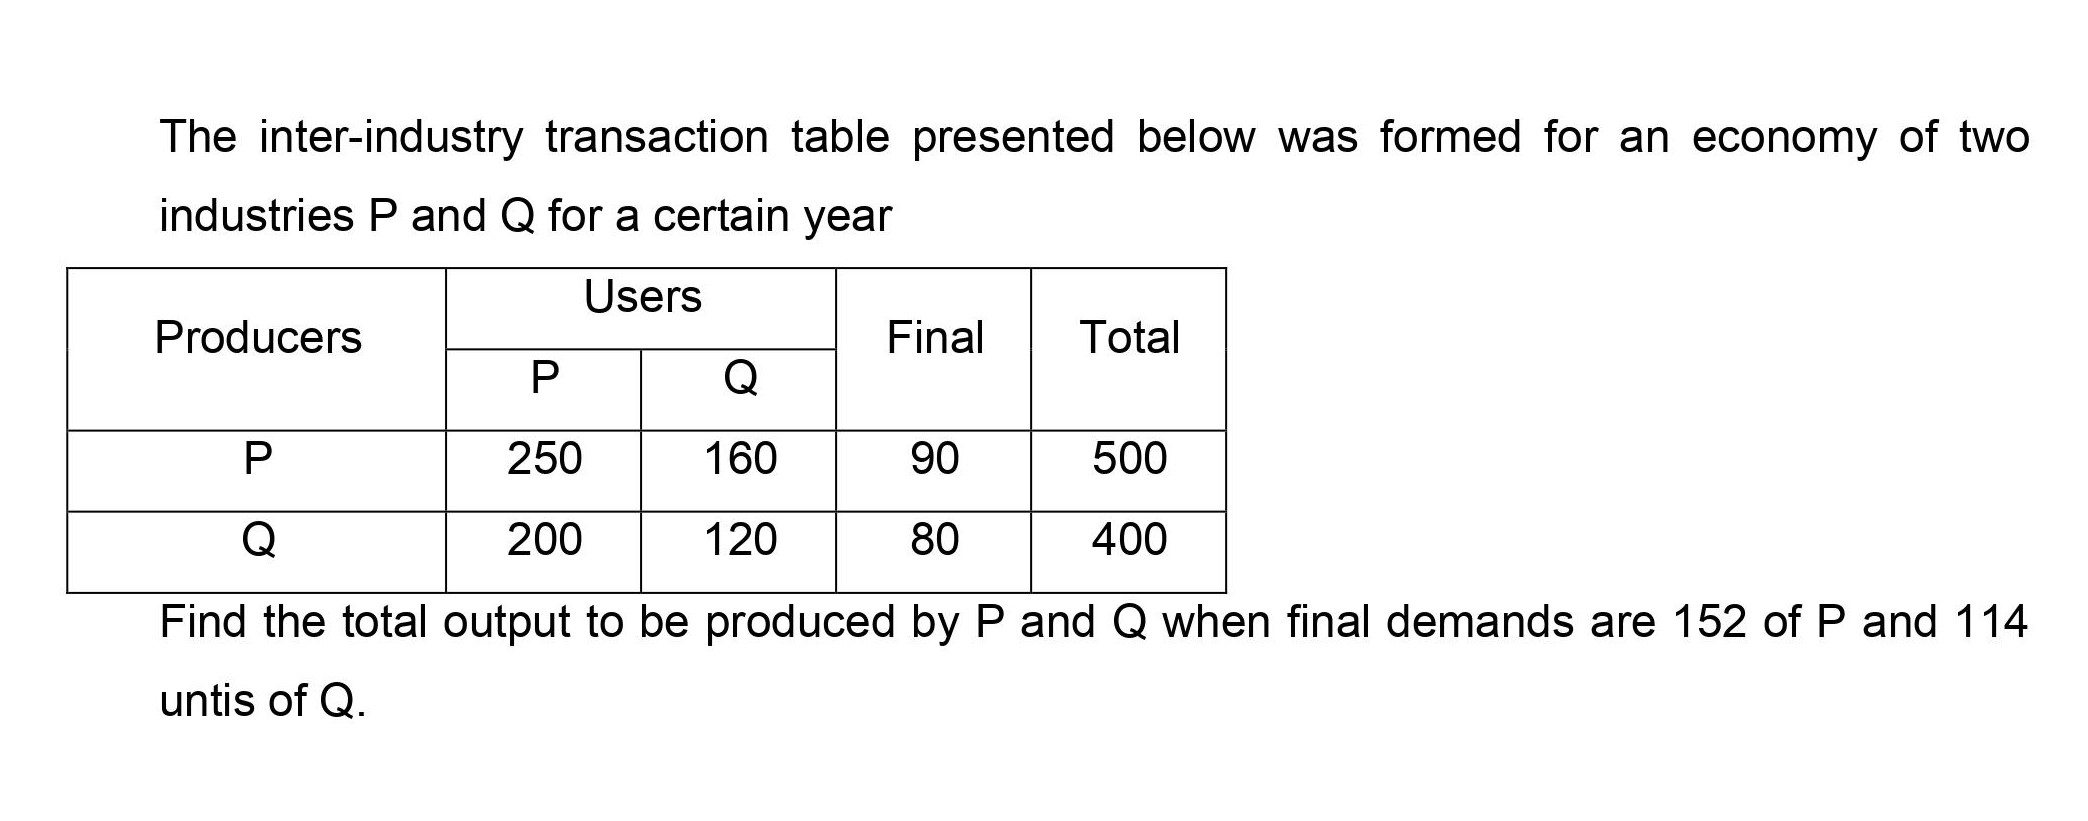 The inter-industry transaction table presented below was formed for an economy of two
industries P and Q for a certain year
Producers Users Final Total
P Q
P 250 160 90 500
Q 200 120 80 400
Find the total output to be produced by P and Q when final demands are 152 of P and 114
untis of Q.